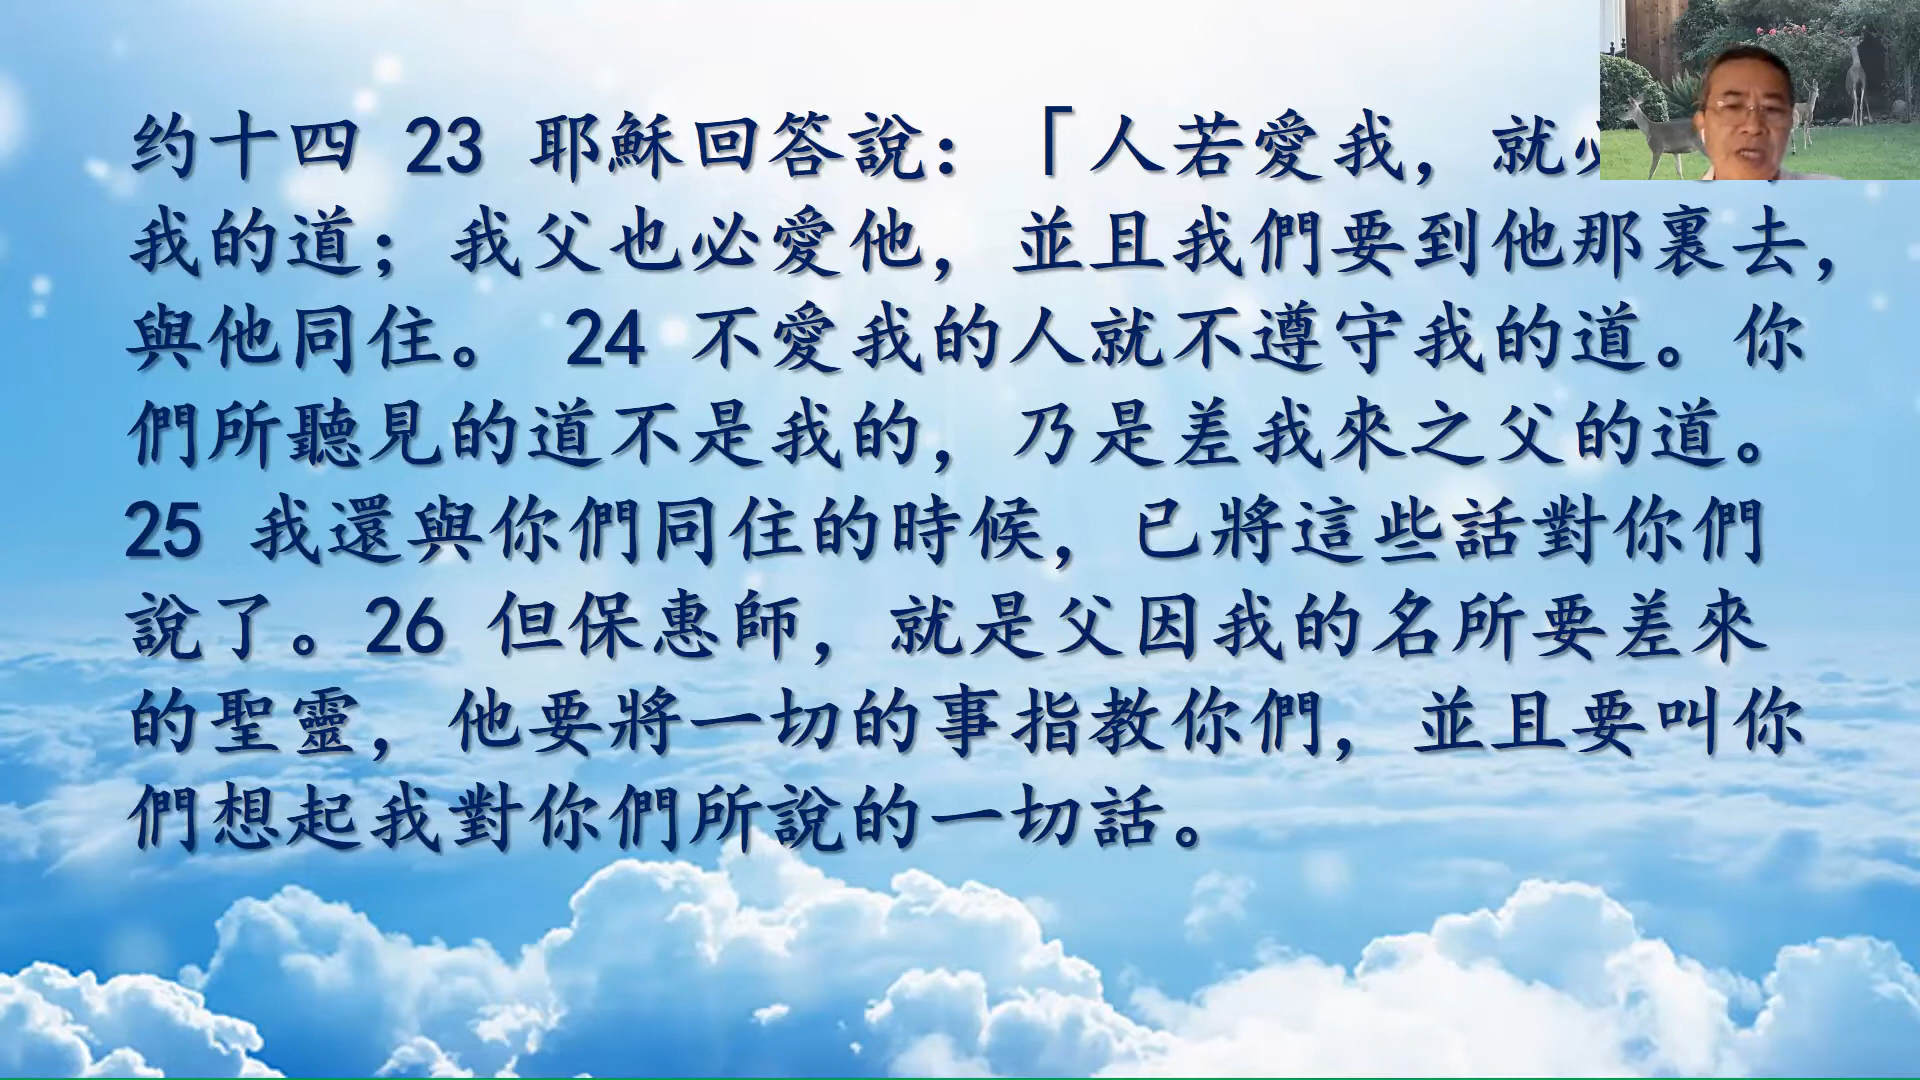 约十四 23 耶穌回答說：「人若愛我，就
我的道；我父也必愛他，並且我們要到他那裏去，
與他同住。 24 不愛我的人就不遵守我的道。你
們所聽見的道不是我的，乃是差我來之父的道。
25 我還與你們同住的時候，已將這些話對你們
說了。26 但保惠師，就是父因我的名所要差來
的聖靈，他要將一切的事指教你們，並且要叫你
們想起我對你們所說的一切話。